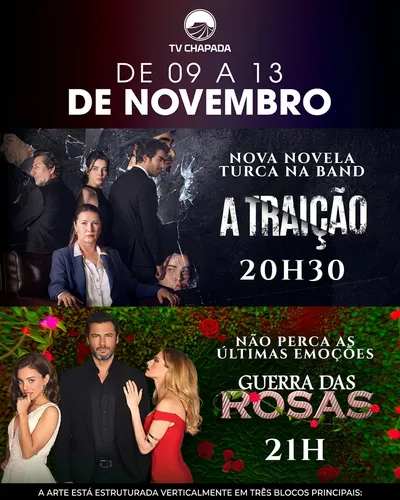 TV CHAPADA
DE 09 A 13
DE NOVEMBRO
NOVA NOVELA
TURCA NA BAND
A TRAIÇÃO
20H30
NÃO PERCA AS
ÚLTIMAS EMOÇÕES
GUERRA DAS
ROSAS
21H
A ARTE ESTÁ ESTRUTURADA VERTICALMENTE EM TRÊS BLOCOS PRINCIPAIS: